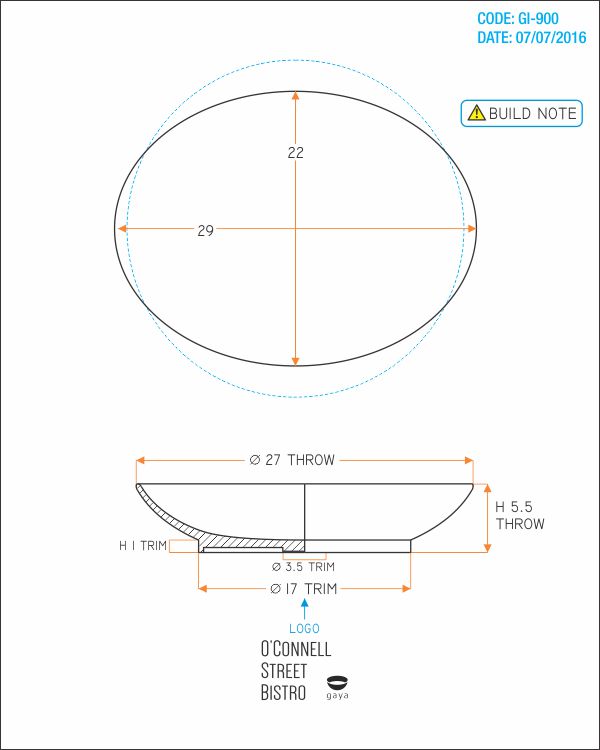 CODE: GI-900
DATE: 07/07/2016
BUILD NOTE
22
29
Ø 27 THROW
H 5.5
THROW
H 1 TRIM
Ø 3.5 TRIM
Ø 17 TRIM
LOGO
O'CONNELL
STREET
BISTRO
gaya